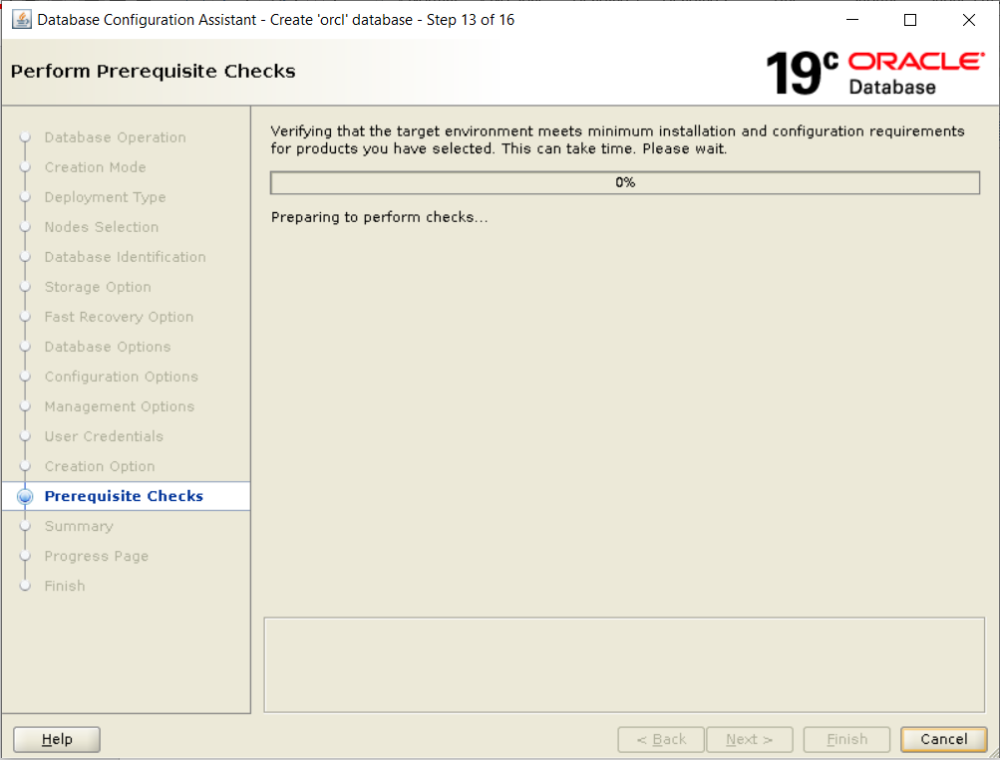 Database Configuration Assistant - Create 'orcl' database - Step 13 of 16
Perform Prerequisite Checks
19c ORACLE
Database
Database Operation
Creation Mode
Deployment Type
Nodes Selection
Database Identification
Storage Option
Fast Recovery Option
Database Options
Configuration Options
Management Options
User Credentials
Creation Option
Prerequisite Checks
Summary
Progress Page
Finish
Verifying that the target environment meets minimum installation and configuration requirements
for products you have selected. This can take time. Please wait.
0%
Preparing to perform checks...
Help
< Back
Next >
Finish
Cancel